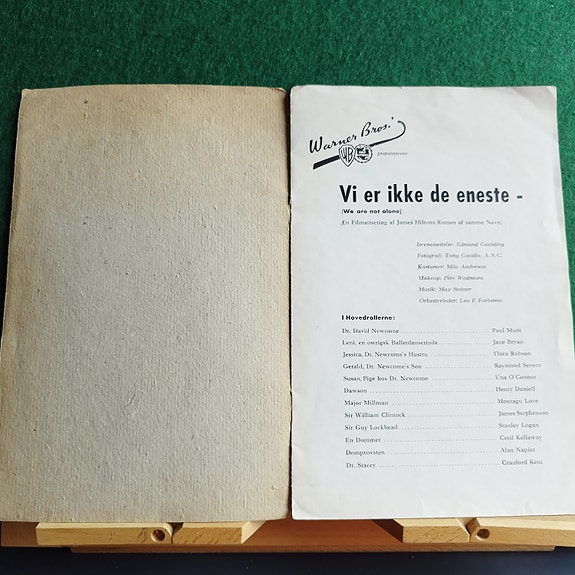 Warner Bros.'
WB
præsenterer
Vi er ikke de eneste -
(We are not alone)
En Filmatisering af James Hiltons Roman af samme Navn.
Iscenesættelse: Edmund Goulding
Fotografi: Tony Gaudio, A. S. C.
Kostumer: Milo Anderson
Makeup: Perc Westmore
Musik: Max Steiner
Orkesterleder: Leo F. Forbstein
I Hovedrollerne:
Dr. David Newcome ........ Paul Muni
Leni, en østrigsk Balletdanserinde ........ Jane Bryan
Jessica, Dr. Newcome's Hustru ........ Flora Robson
Gerald, Dr. Newcome's Søn ........ Raymond Severn
Susan, Pige hos Dr. Newcome ........ Una O'Connor
Dawson ........ Henry Daniell
Major Millman ........ Montagu Love
Sir William Clintock ........ James Stephenson
Sir Guy Lockhead ........ Stanley Logan
En Dommer ........ Cecil Kellaway
Domprovsten ........ Alan Napier
Dr. Stacey ........ Crauford Kent